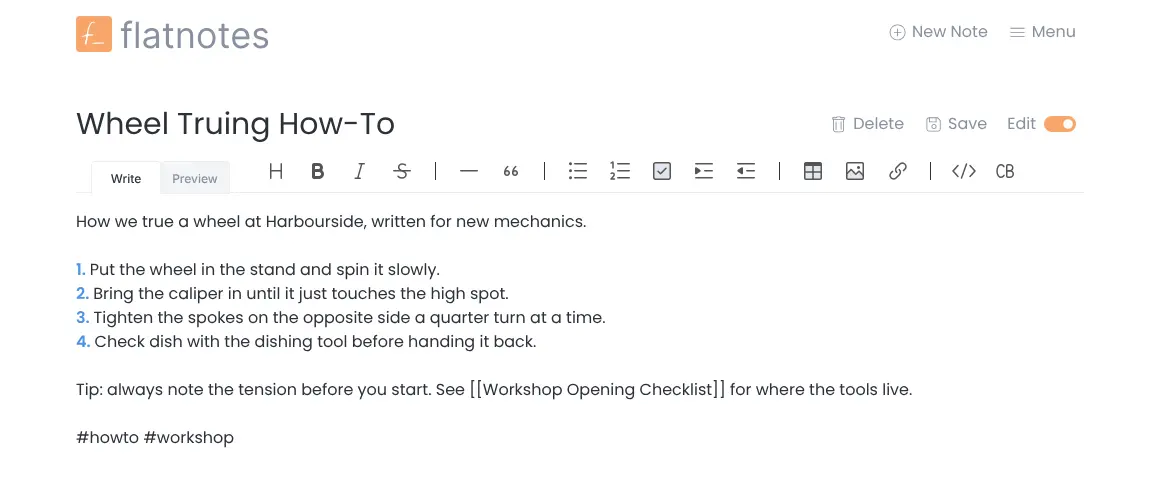 flatnotes
New Note
Menu
Wheel Truing How-To
Delete
Save
Edit
Write
Preview
H B I S 66 </> CB
How we true a wheel at Harbourside, written for new mechanics.
1. Put the wheel in the stand and spin it slowly.
2. Bring the caliper in until it just touches the high spot.
3. Tighten the spokes on the opposite side a quarter turn at a time.
4. Check dish with the dishing tool before handing it back.
Tip: always note the tension before you start. See [[Workshop Opening Checklist]] for where the tools live.
#howto #workshop